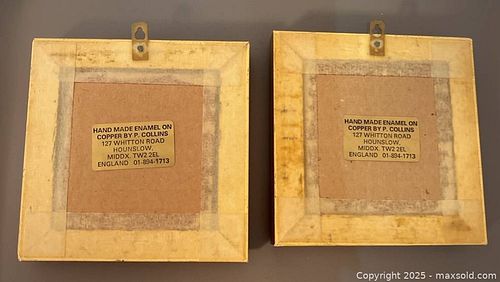 HAND MADE ENAMEL ON
COPPER BY P. COLLINS
127 WHITTON ROAD
HOUNSLOW,
MIDDX. TW2 2EL
ENGLAND 01-894-1713
HAND MADE ENAMEL ON
COPPER BY P. COLLINS
127 WHITTON ROAD
HOUNSLOW,
MIDDX. TW2 2EL
ENGLAND 01-894-1713
Copyright © 2025 - maxsold.com